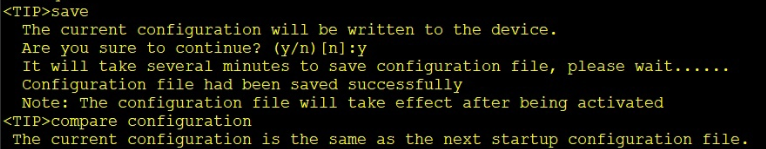 <TIP>save
The current configuration will be written to the device.
Are you sure to continue? (y/n)[n]:y
It will take several minutes to save configuration file, please wait......
Configuration file had been saved successfully
Note: The configuration file will take effect after being activated
<TIP>compare configuration
The current configuration is the same as the next startup configuration file.